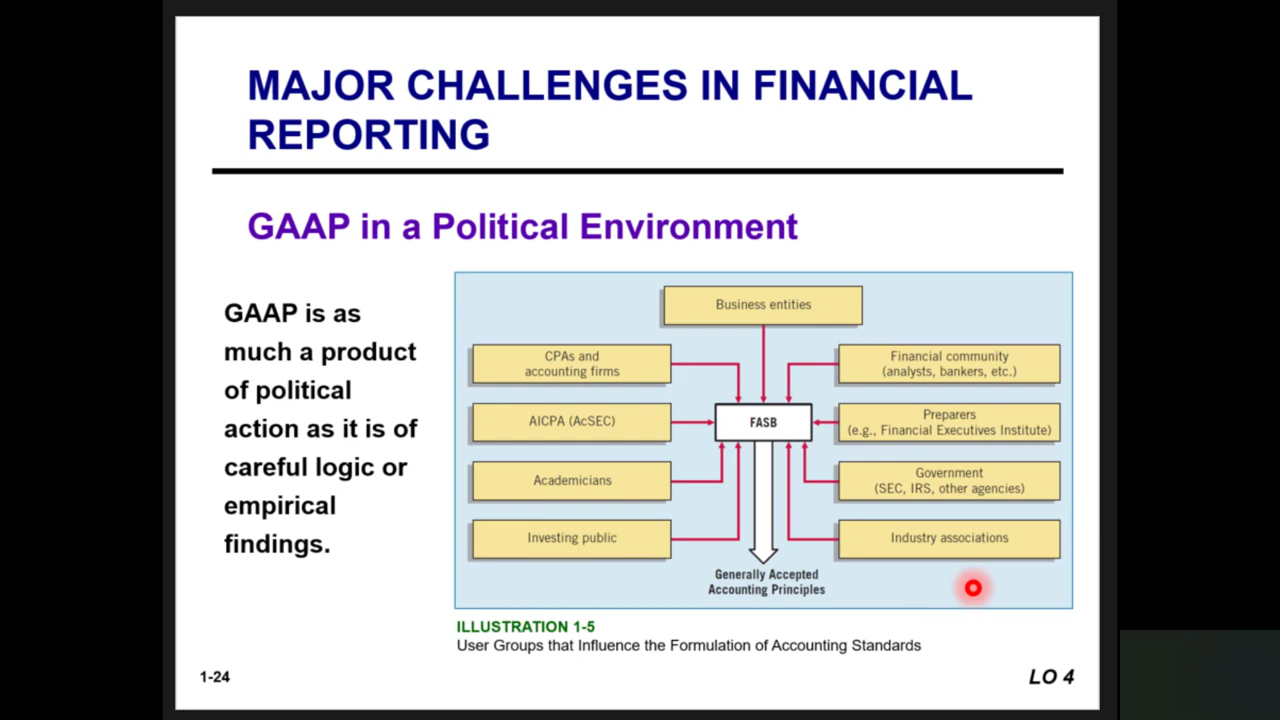 MAJOR CHALLENGES IN FINANCIAL
REPORTING
GAAP in a Political Environment
GAAP is as
much a product
of political
action as it is of
careful logic or
empirical
findings.
Business entities
CPAs and
accounting firms
Financial community
(analysts, bankers, etc.)
AICPA (AcSEC)
FASB
Preparers
(e.g., Financial Executives Institute)
Academicians
Government
(SEC, IRS, other agencies)
Investing public
Industry associations
Generally Accepted
Accounting Principles
ILLUSTRATION 1-5
User Groups that Influence the Formulation of Accounting Standards
1-24
LO 4